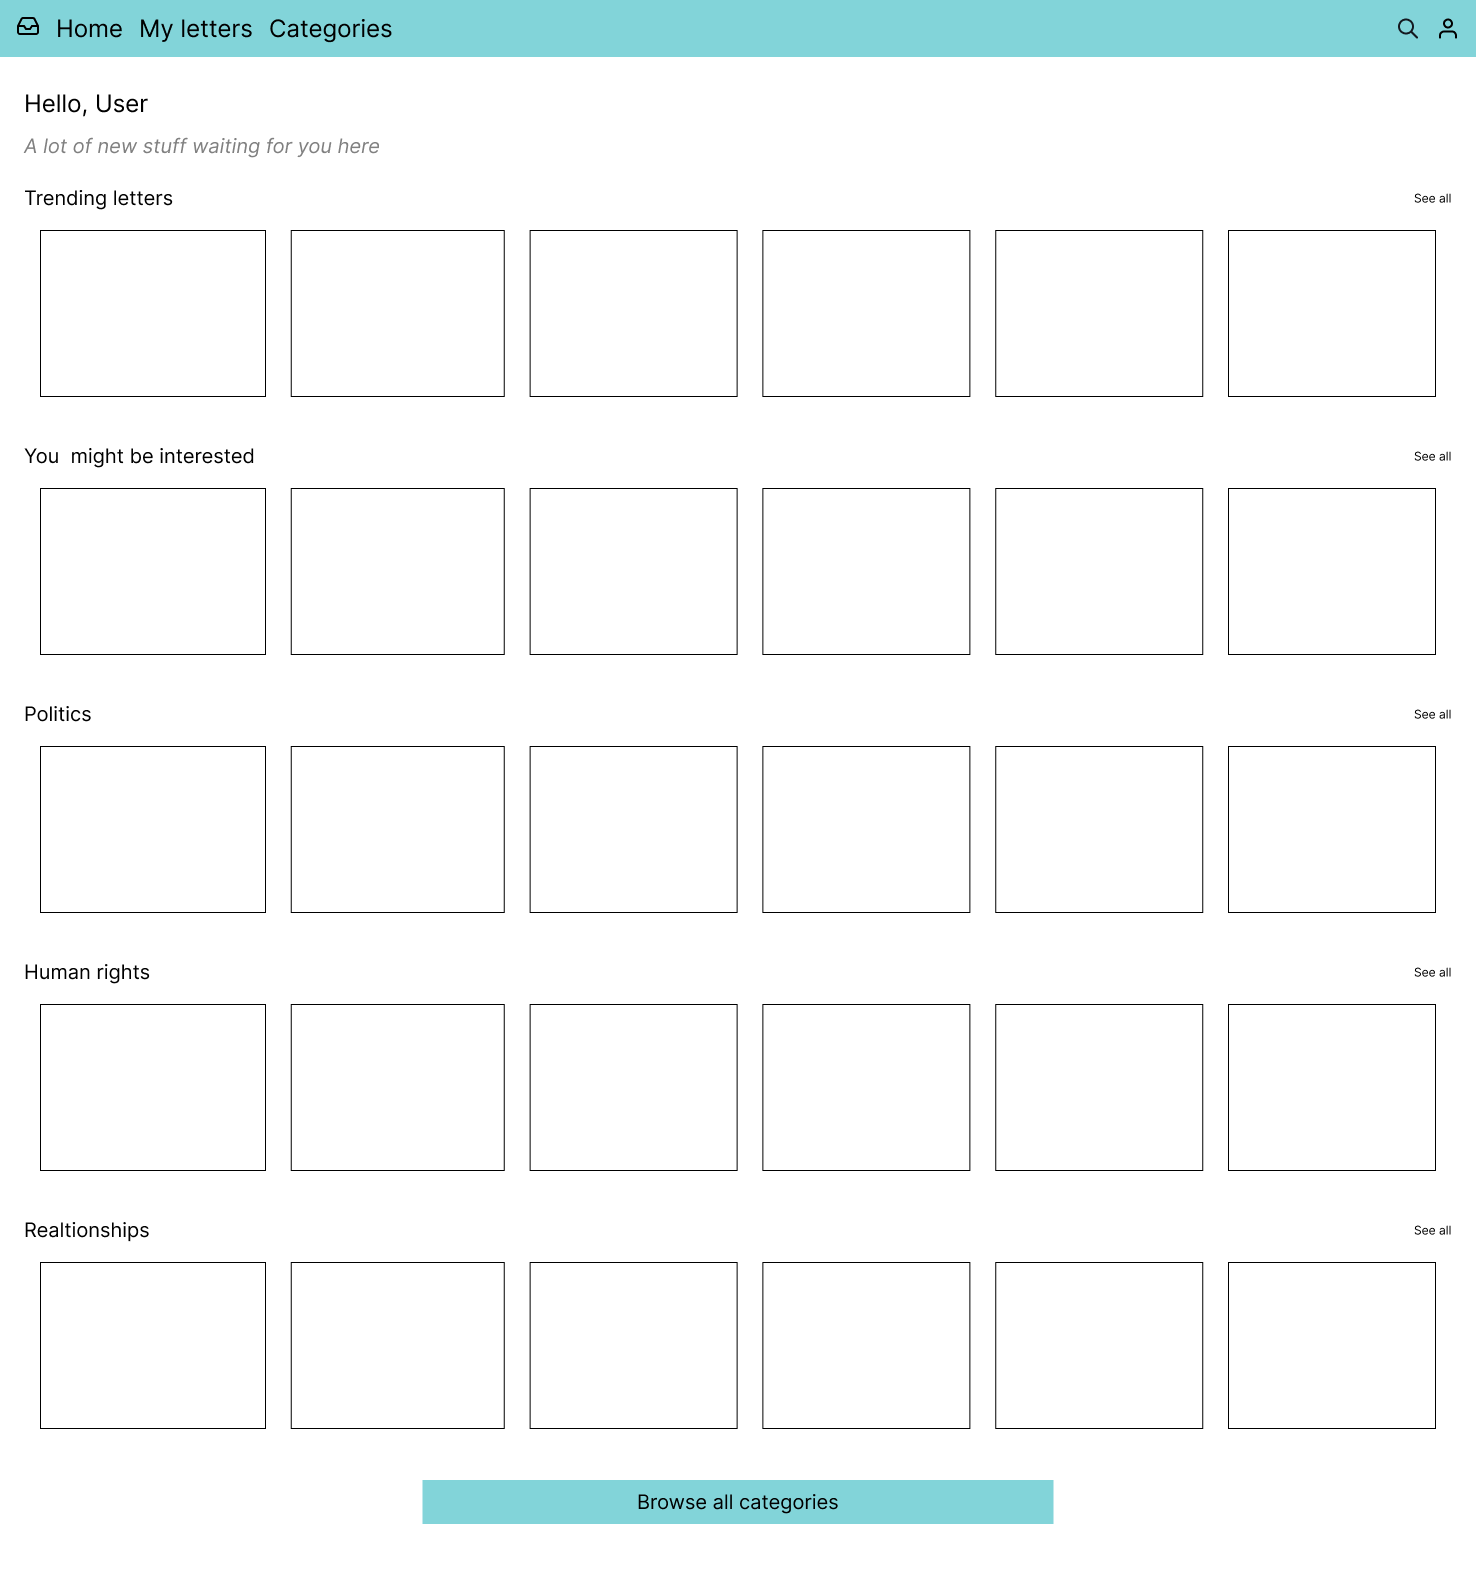 Home My letters Categories
Hello, User
A lot of new stuff waiting for you here
Trending letters See all
You  might be interested See all
Politics See all
Human rights See all
Realtionships See all
Browse all categories